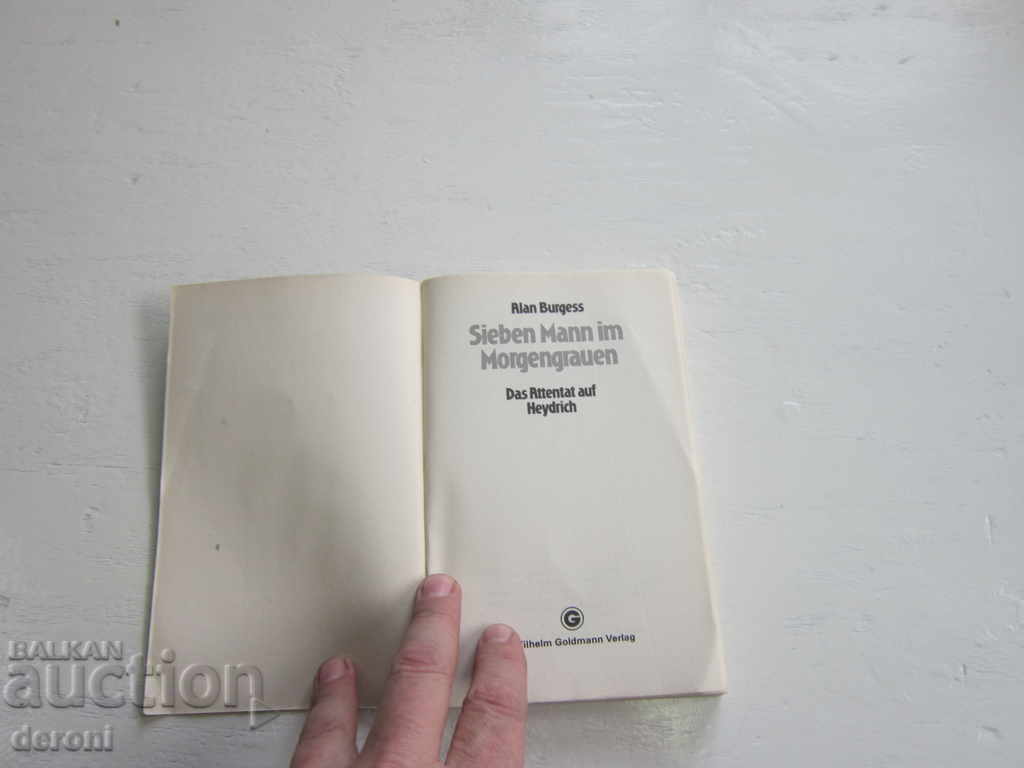 Alan Burgess
Sieben Mann im
Morgengrauen
Das Attentat auf
Heydrich
G
Wilhelm Goldmann Verlag
BALKAN
auction
deroni